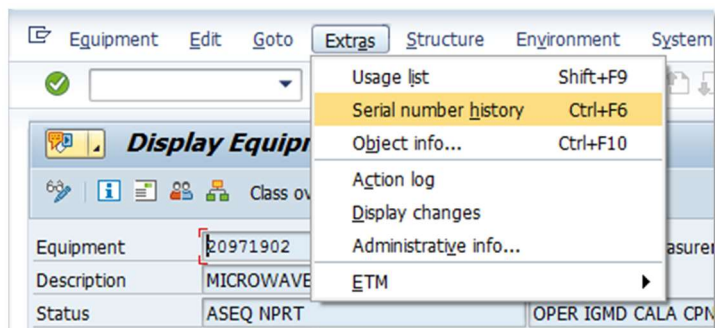 Equipment Edit Goto Extras Structure Environment System
Usage list Shift+F9
Serial number history Ctrl+F6
Display Equipr
Object info... Ctrl+F10
Action log
Class ov
Display changes
Equipment 20971902 Administrative info... asurer
Description MICROWAVE ETM
Status ASEQ NPRT OPER IGMD CALA CPN